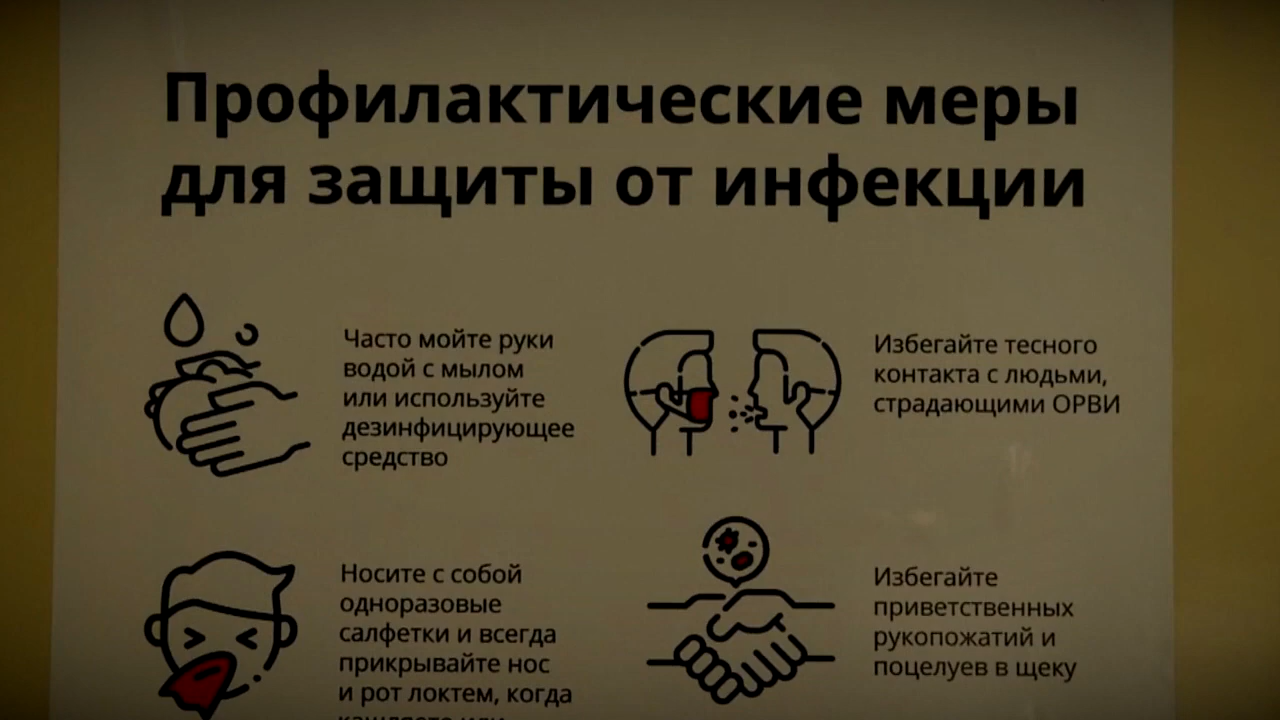 Профилактические меры
для защиты от инфекции
Часто мойте руки
водой с мылом
или используйте
дезинфицирующее
средство
Избегайте тесного
контакта с людьми,
страдающими ОРВИ
Носите с собой
одноразовые
салфетки и всегда
прикрывайте нос
и рот локтем, когда
Избегайте
приветственных
рукопожатий и
поцелуев в щеку